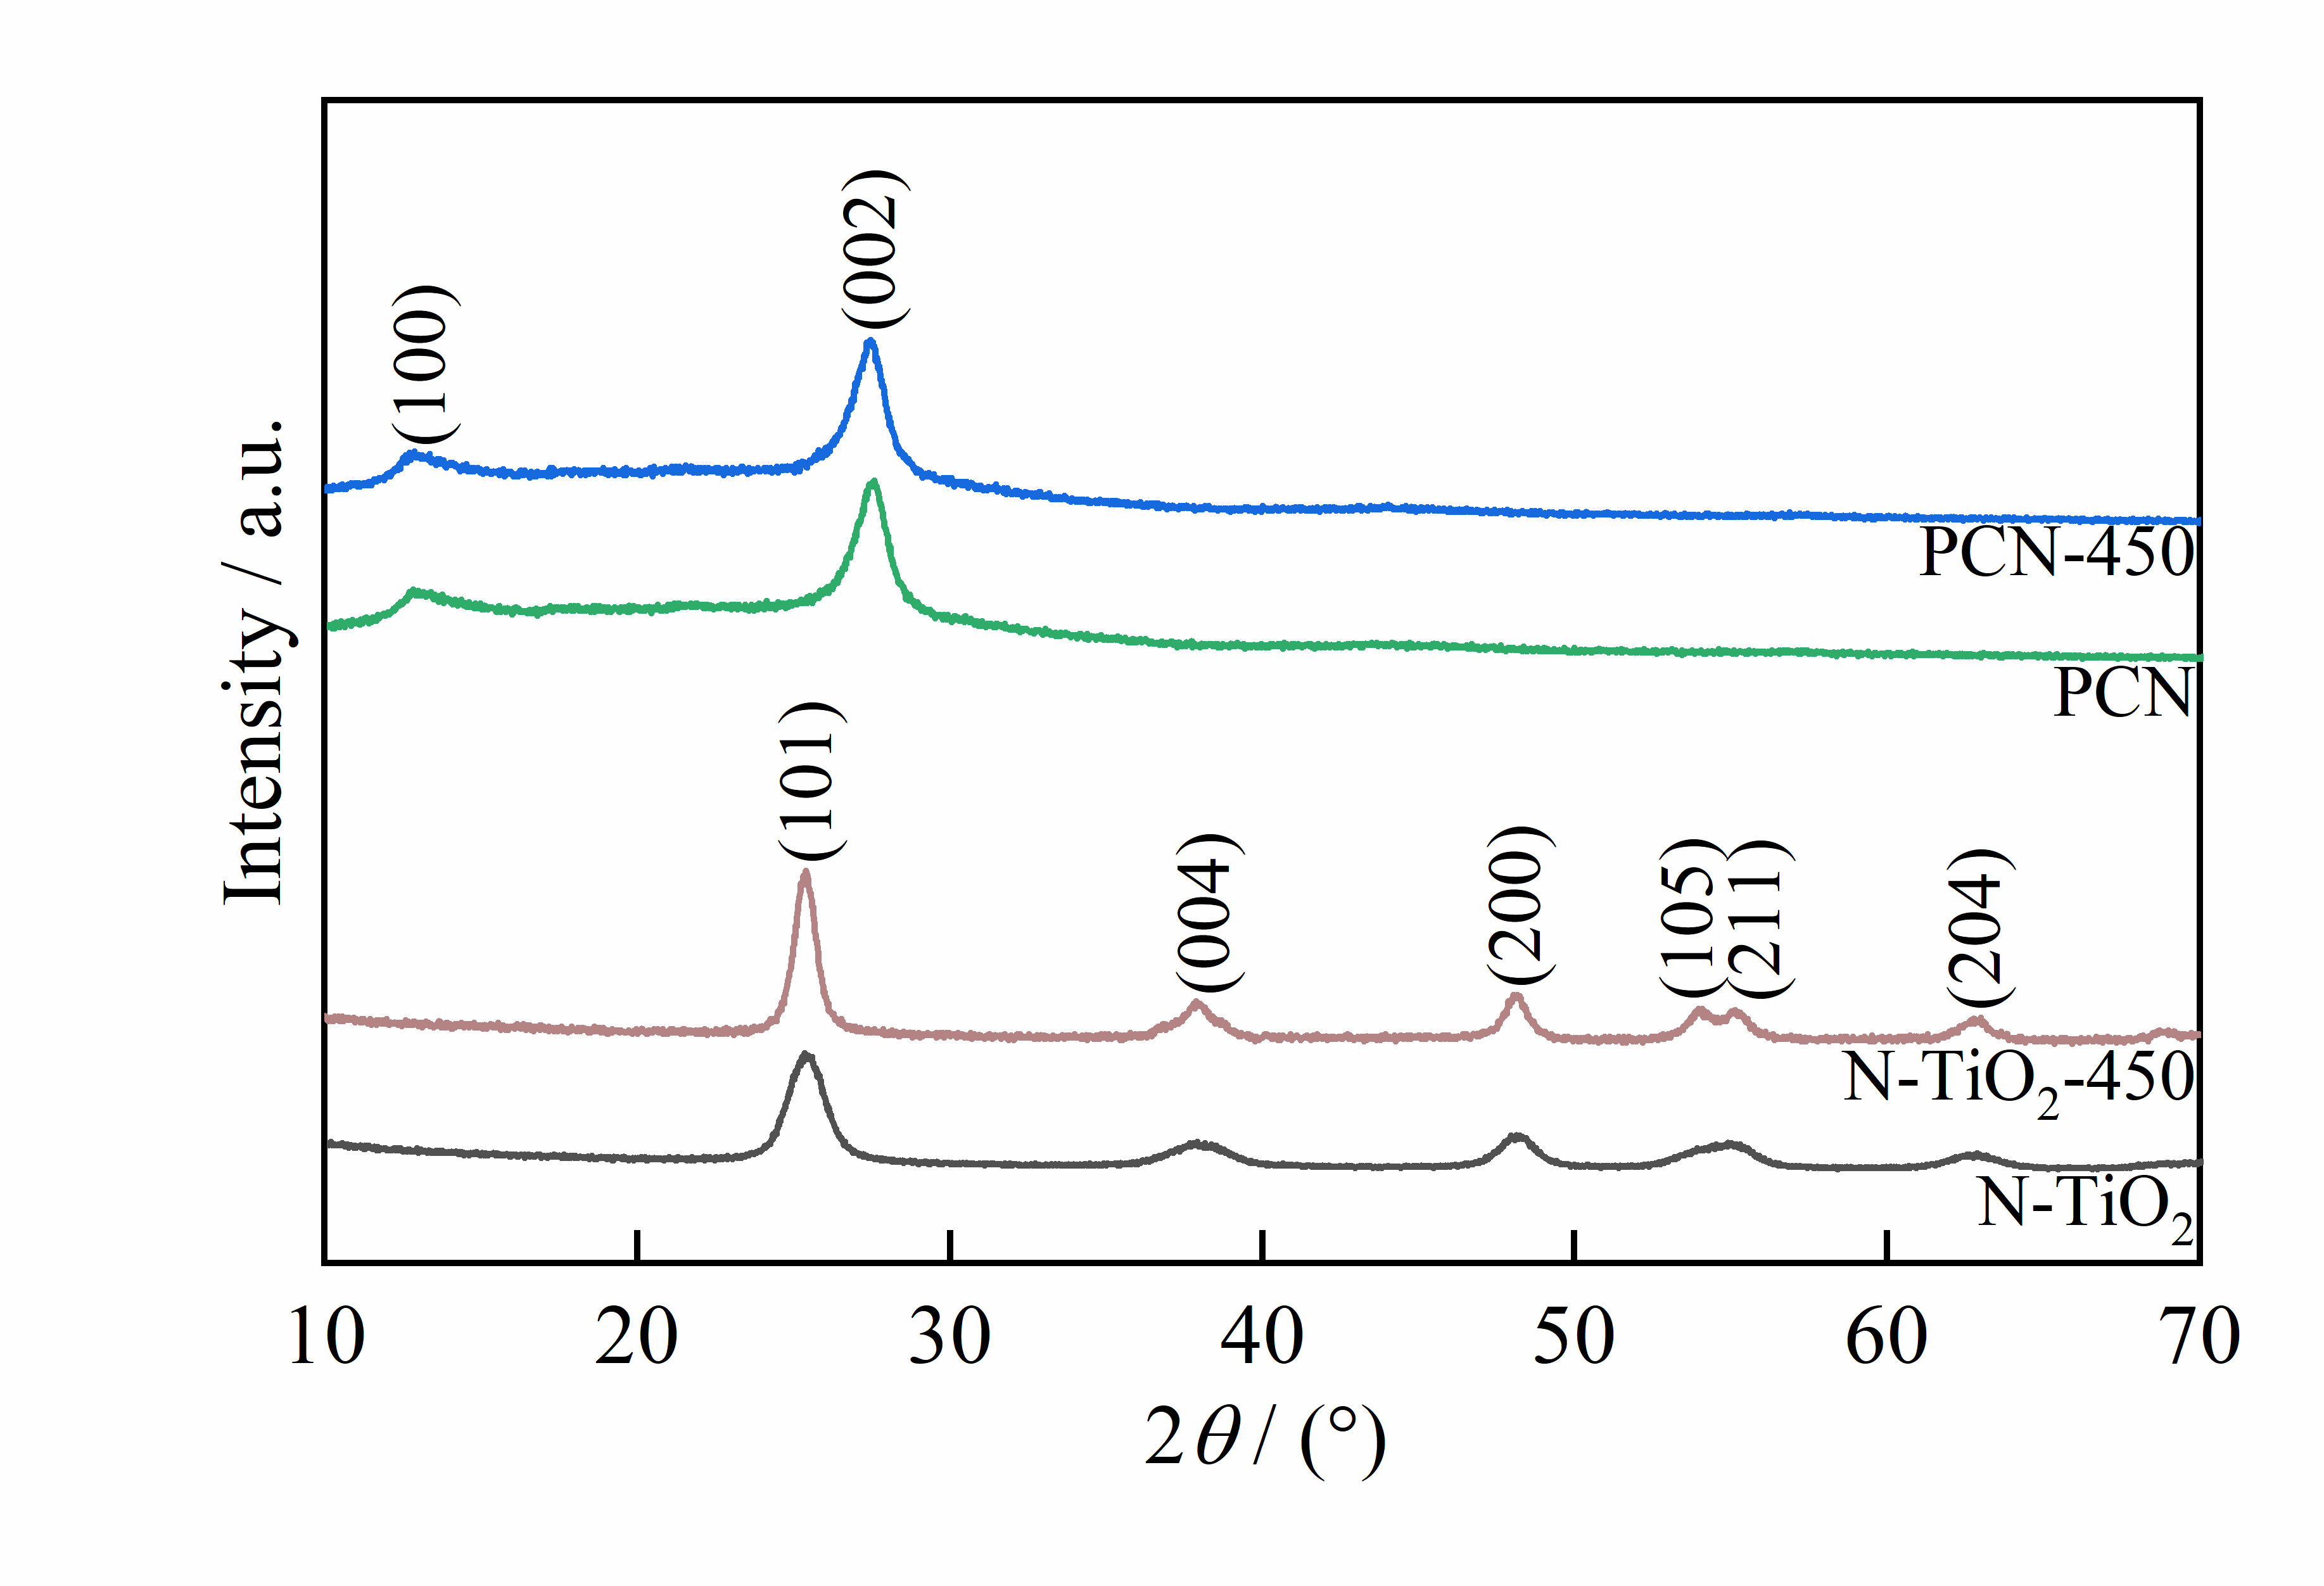 (002)
(100)
PCN-450
PCN
(101)
(004)
(200)
(105)
(211)
(204)
N-TiO₂-450
N-TiO₂
Intensity / a.u.
10 20 30 40 50 60 70
2θ / (°)